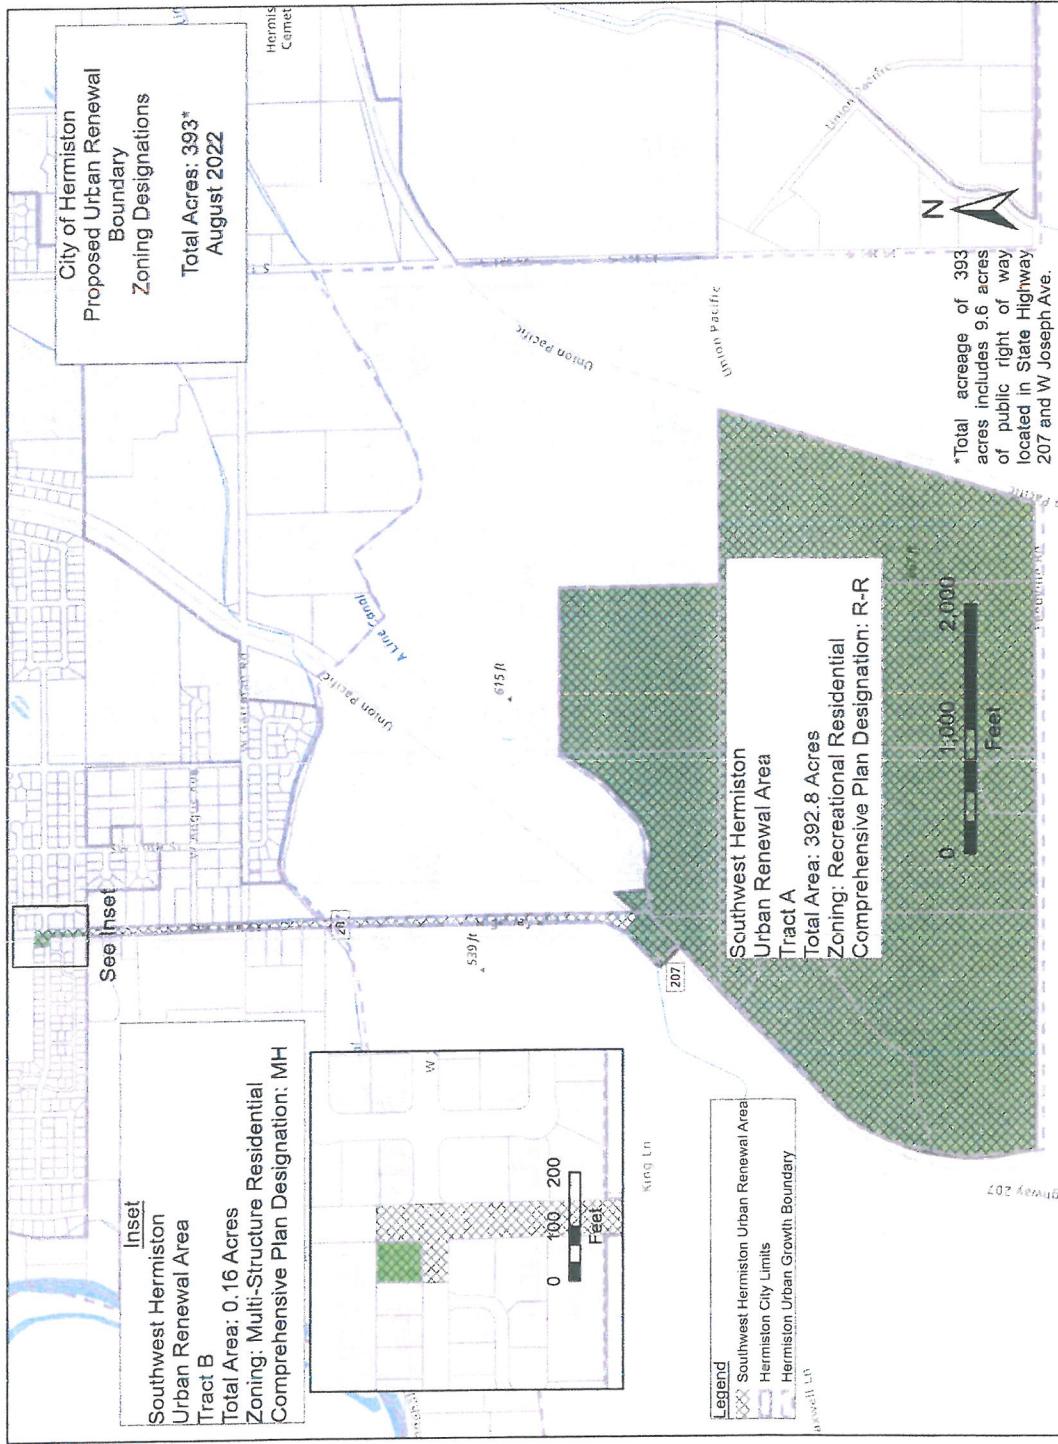 City of Hermiston
Proposed Urban Renewal
Boundary
Zoning Designations
Total Acres: 393*
August 2022
Hermis
Cemet
See Inset
Inset
Southwest Hermiston
Urban Renewal Area
Tract B
Total Area: 0.16 Acres
Zoning: Multi-Structure Residential
Comprehensive Plan Designation: MH
W
0 100 200
Feet
King Ln
A Line Canal
Union Pacific
Union Pacific
Union Pacific
Union Pacific
615 ft
539 ft
207
Southwest Hermiston
Urban Renewal Area
Tract A
Total Area: 392.8 Acres
Zoning: Recreational Residential
Comprehensive Plan Designation: R-R
0 1,000 2,000
Feet
N
*Total acreage of 393
acres includes 9.6 acres
of public right of way
located in State Highway
207 and W Joseph Ave.
Legend
Southwest Hermiston Urban Renewal Area
Hermiston City Limits
Hermiston Urban Growth Boundary
axwell Ln
ghway 207